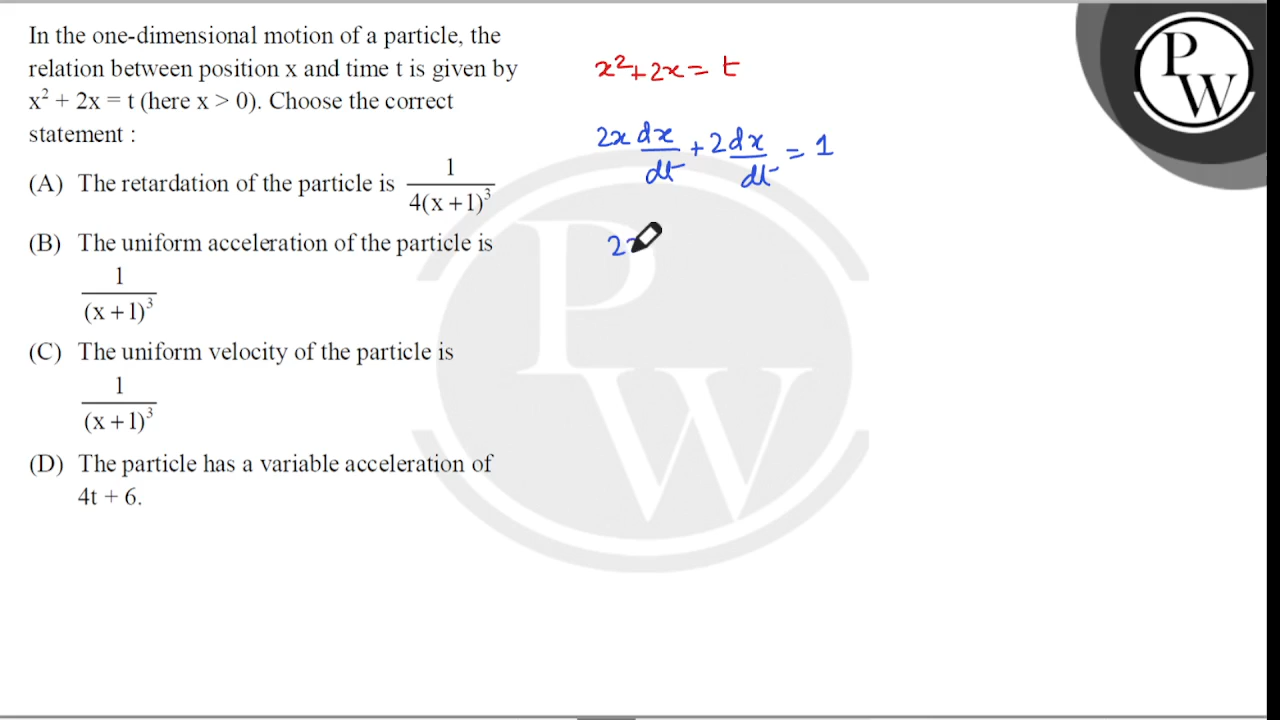 In the one-dimensional motion of a particle, the
relation between position x and time t is given by
x² + 2x = t (here x > 0). Choose the correct
statement :
(A) The retardation of the particle is 1/4(x+1)³
(B) The uniform acceleration of the particle is
1/(x+1)³
(C) The uniform velocity of the particle is
1/(x+1)³
(D) The particle has a variable acceleration of
4t + 6.
x²+2x = t
2x dx/dt + 2 dx/dt = 1
P
W
P
W